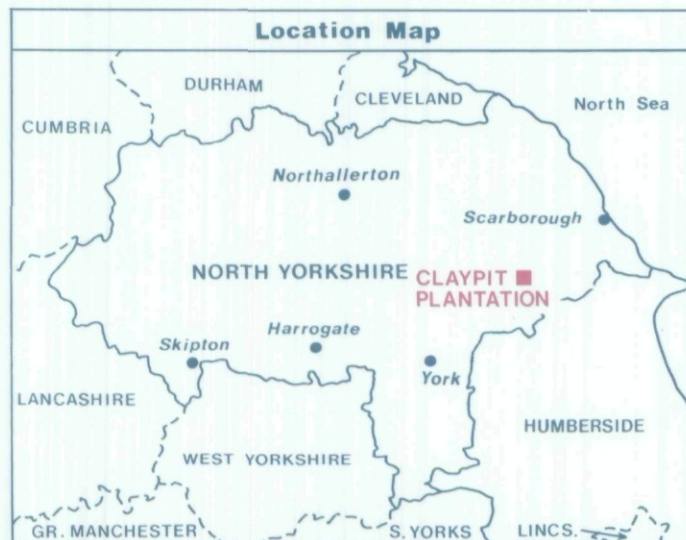 Location Map
DURHAM
CLEVELAND
North Sea
CUMBRIA
Northallerton
Scarborough
NORTH YORKSHIRE
CLAYPIT
PLANTATION
Harrogate
Skipton
York
LANCASHIRE
HUMBERSIDE
WEST YORKSHIRE
GR. MANCHESTER
S. YORKS
LINCS.